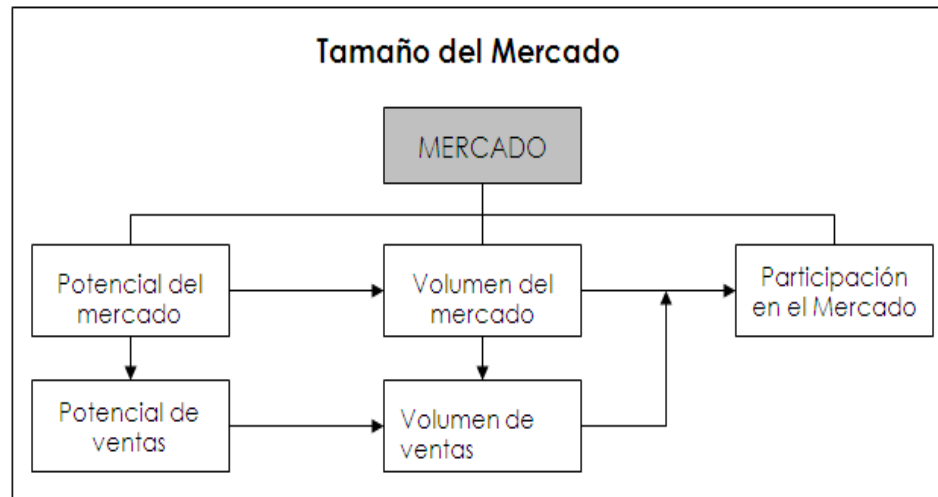 Tamaño del Mercado
MERCADO
Potencial del
mercado
Volumen del
mercado
Participación
en el Mercado
Potencial de
ventas
Volumen de
ventas